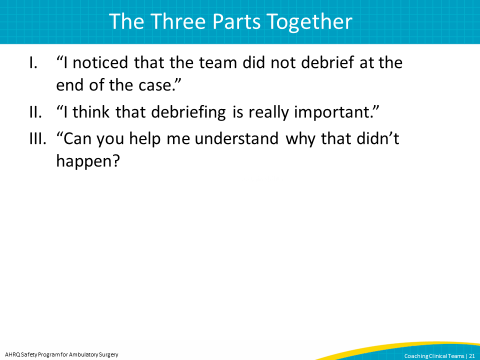 The Three Parts Together
I. “I noticed that the team did not debrief at the
end of the case.”
II. “I think that debriefing is really important.”
III. “Can you help me understand why that didn’t
happen?
AHRQ Safety Program for Ambulatory Surgery
Coaching Clinical Teams | 21